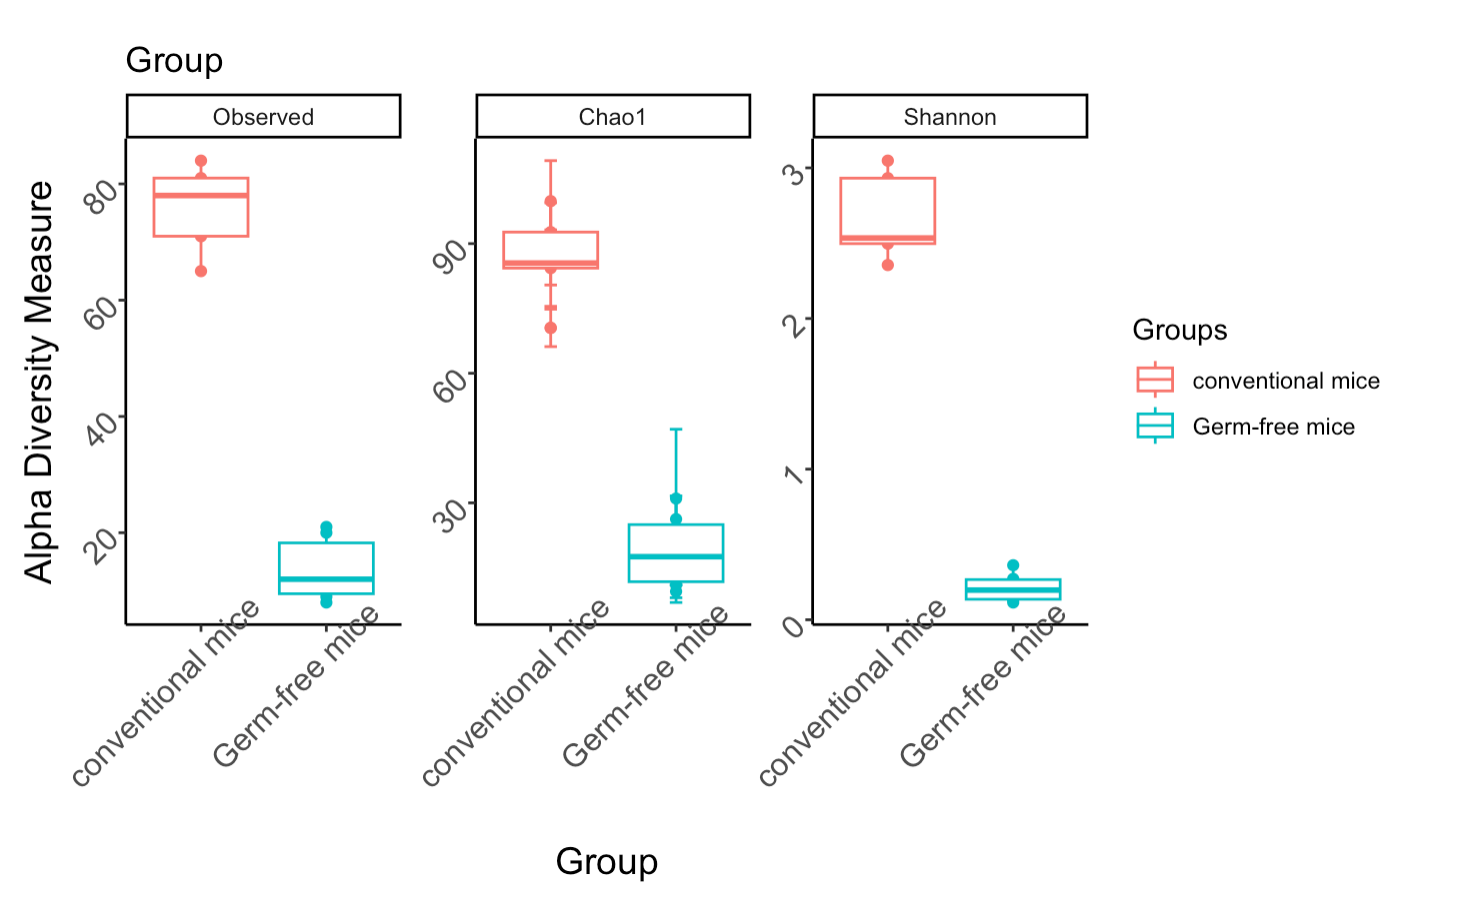 Group
Observed
Chao1
Shannon
Alpha Diversity Measure
80
60
40
20
90
60
30
3
2
1
0
conventional mice
Germ-free mice
conventional mice
Germ-free mice
conventional mice
Germ-free mice
Group
Groups
conventional mice
Germ-free mice